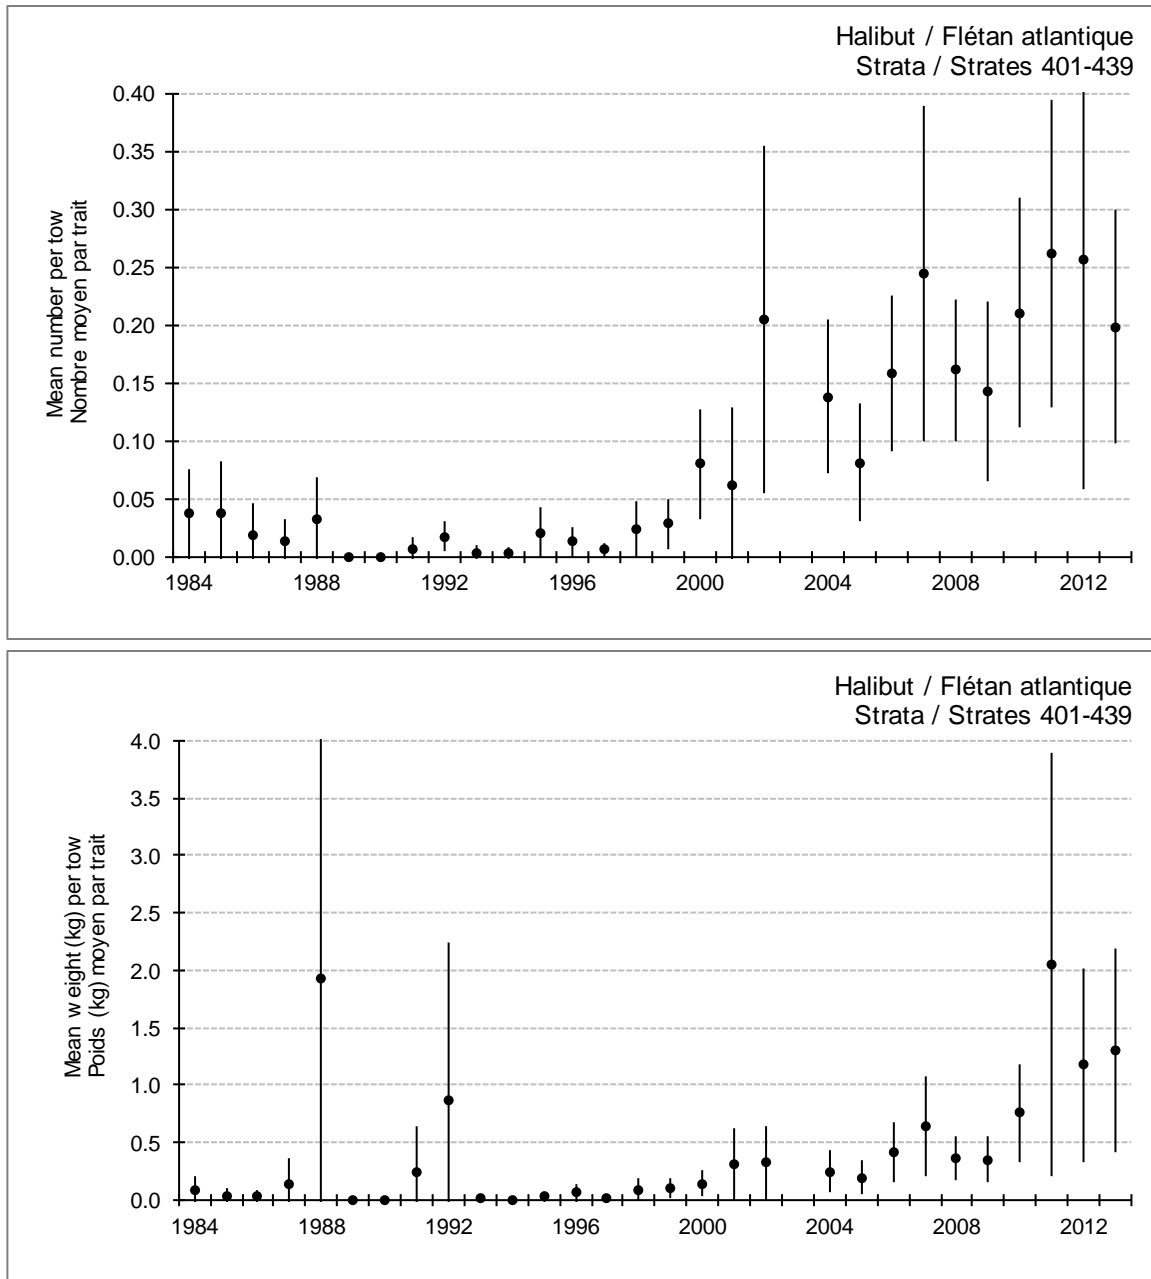 Halibut / Flétan atlantique
Strata / Strates 401-439
Mean number per tow
Nombre moyen par trait
0.40
0.35
0.30
0.25
0.20
0.15
0.10
0.05
0.00
1984 1988 1992 1996 2000 2004 2008 2012
Halibut / Flétan atlantique
Strata / Strates 401-439
Mean weight (kg) per tow
Poids (kg) moyen par trait
4.0
3.5
3.0
2.5
2.0
1.5
1.0
0.5
0.0
1984 1988 1992 1996 2000 2004 2008 2012